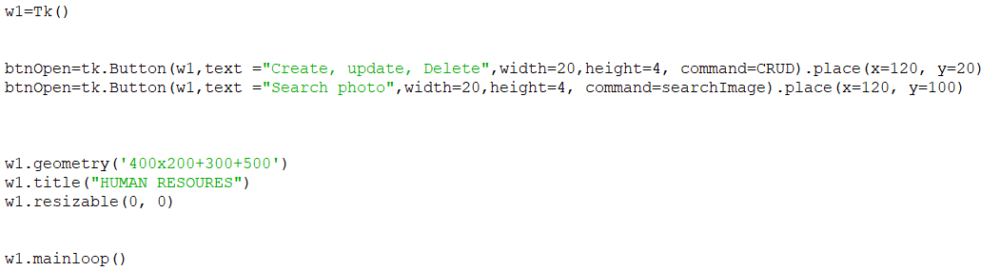 w1=Tk()
btnOpen=tk.Button(w1,text ="Create, update, Delete",width=20,height=4, command=CRUD).place(x=120, y=20)
btnOpen=tk.Button(w1,text ="Search photo",width=20,height=4, command=searchImage).place(x=120, y=100)
w1.geometry('400x200+300+500')
w1.title("HUMAN RESOURES")
w1.resizable(0, 0)
w1.mainloop()